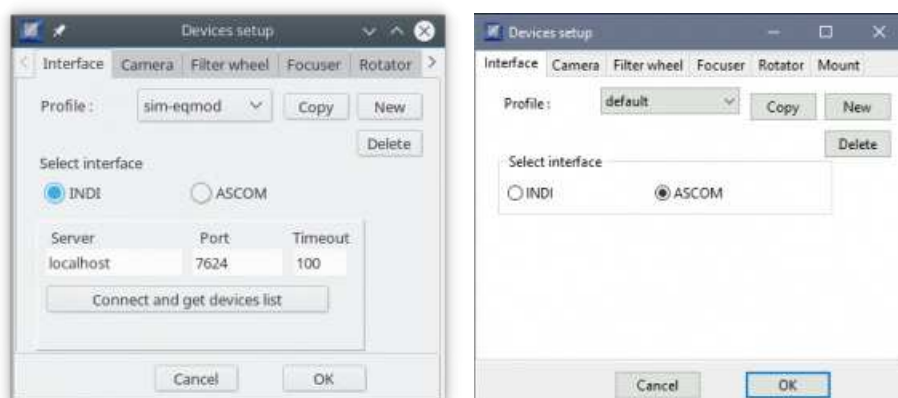 Devices setup
Interface Camera Filter wheel Focuser Rotator
Profile : sim-eqmod Copy New
Delete
Select interface
INDI ASCOM
Server Port Timeout
localhost 7624 100
Connect and get devices list
Cancel OK
Devices setup
Interface Camera Filter wheel Focuser Rotator Mount
Profile : default Copy New
Delete
Select interface
INDI ASCOM
Cancel OK